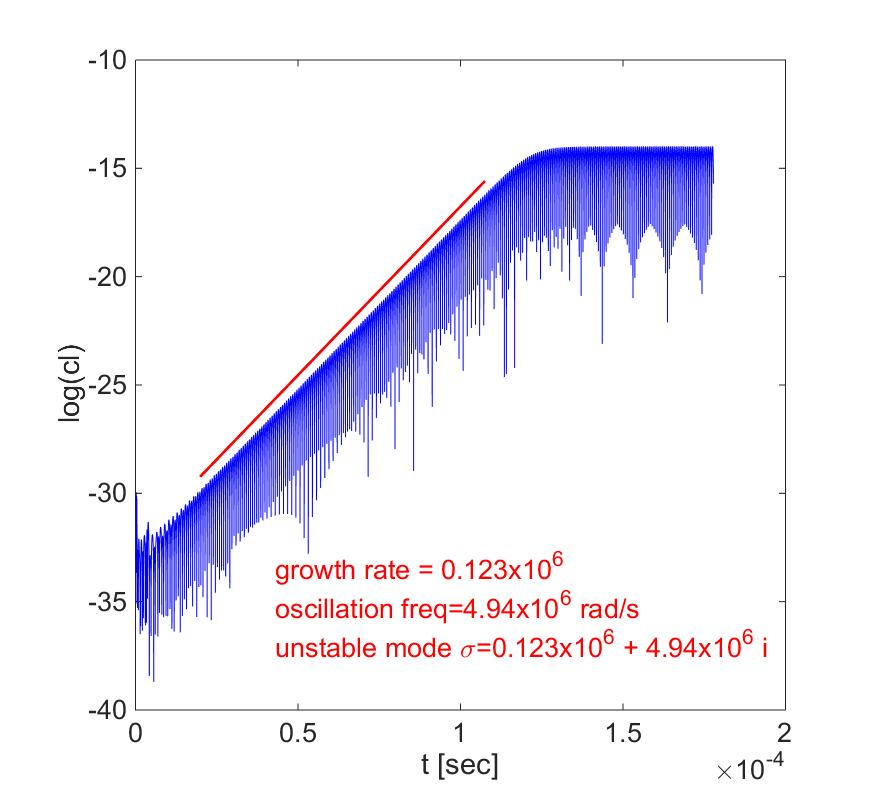 -10
-15
-20
-25
-30
-35
-40
log(cl)
growth rate = 0.123x10^6
oscillation freq=4.94x10^6 rad/s
unstable mode σ=0.123x10^6 + 4.94x10^6 i
0 0.5 1 1.5 2
t [sec]
×10^-4